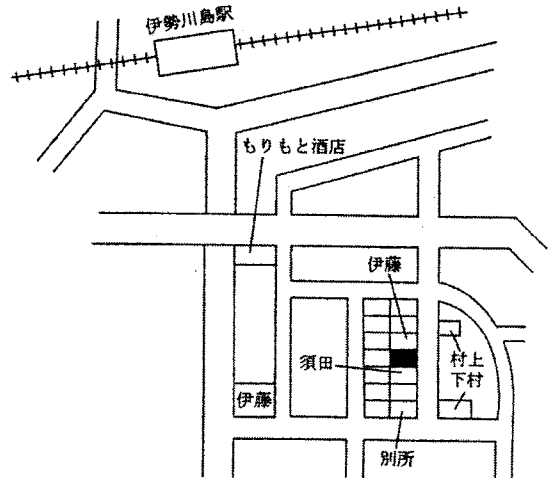 伊勢川島駅
もりもと酒店
伊藤
須田
村上
下村
伊藤
別所